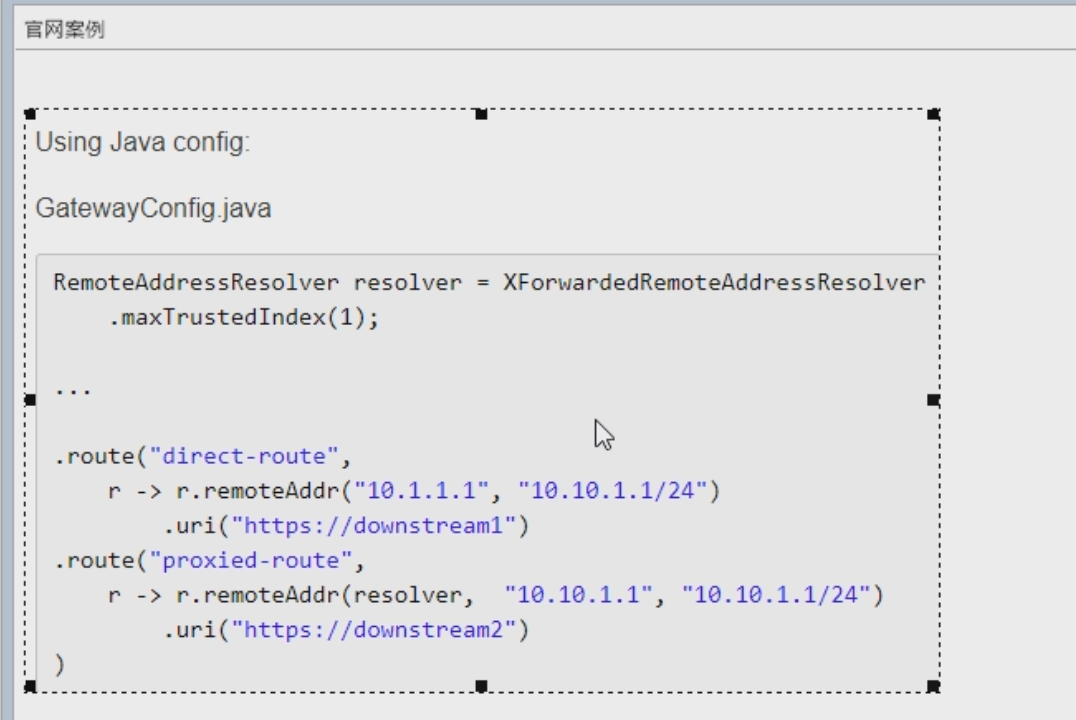 官网案例
Using Java config:
GatewayConfig.java
RemoteAddressResolver resolver = XForwardedRemoteAddressResolver
    .maxTrustedIndex(1);
...
.route("direct-route",
    r -> r.remoteAddr("10.1.1.1", "10.10.1.1/24")
        .uri("https://downstream1")
.route("proxied-route",
    r -> r.remoteAddr(resolver,  "10.10.1.1", "10.10.1.1/24")
        .uri("https://downstream2")
)